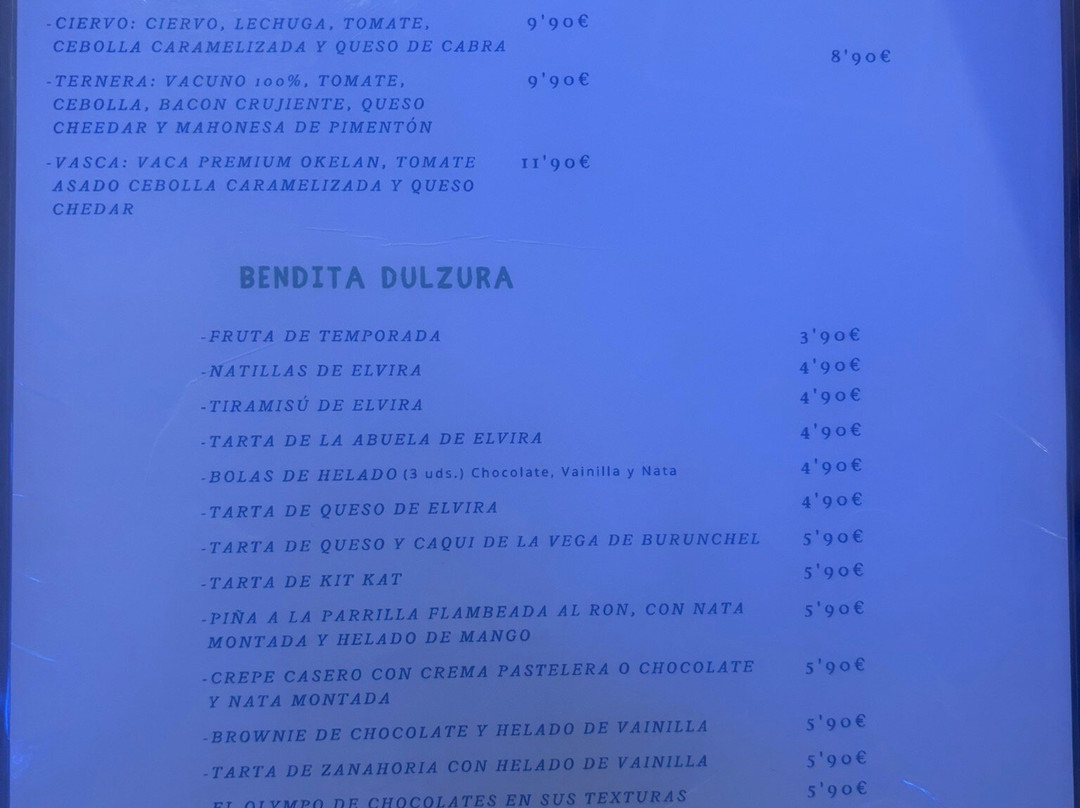 -CIERVO: CIERVO, LECHUGA, TOMATE, 9'90€
CEBOLLA CARAMELIZADA Y QUESO DE CABRA
8'90€
-TERNERA: VACUNO 100%, TOMATE, 9'90€
CEBOLLA, BACON CRUJIENTE, QUESO
CHEEDAR Y MAHONESA DE PIMENTÓN
-VASCA: VACA PREMIUM OKELAN, TOMATE 11'90€
ASADO CEBOLLA CARAMELIZADA Y QUESO
CHEDAR
BENDITA DULZURA
-FRUTA DE TEMPORADA 3'90€
-NATILLAS DE ELVIRA 4'90€
-TIRAMISÚ DE ELVIRA 4'90€
-TARTA DE LA ABUELA DE ELVIRA 4'90€
-BOLAS DE HELADO (3 uds.) Chocolate, Vainilla y Nata 4'90€
-TARTA DE QUESO DE ELVIRA 4'90€
-TARTA DE QUESO Y CAQUI DE LA VEGA DE BURUNCHEL 5'90€
-TARTA DE KIT KAT 5'90€
-PIÑA A LA PARRILLA FLAMBEADA AL RON, CON NATA 5'90€
MONTADA Y HELADO DE MANGO
-CREPE CASERO CON CREMA PASTELERA O CHOCOLATE 5'90€
Y NATA MONTADA
-BROWNIE DE CHOCOLATE Y HELADO DE VAINILLA 5'90€
-TARTA DE ZANAHORIA CON HELADO DE VAINILLA 5'90€
-EL OLYMPO DE CHOCOLATES EN SUS TEXTURAS 5'90€